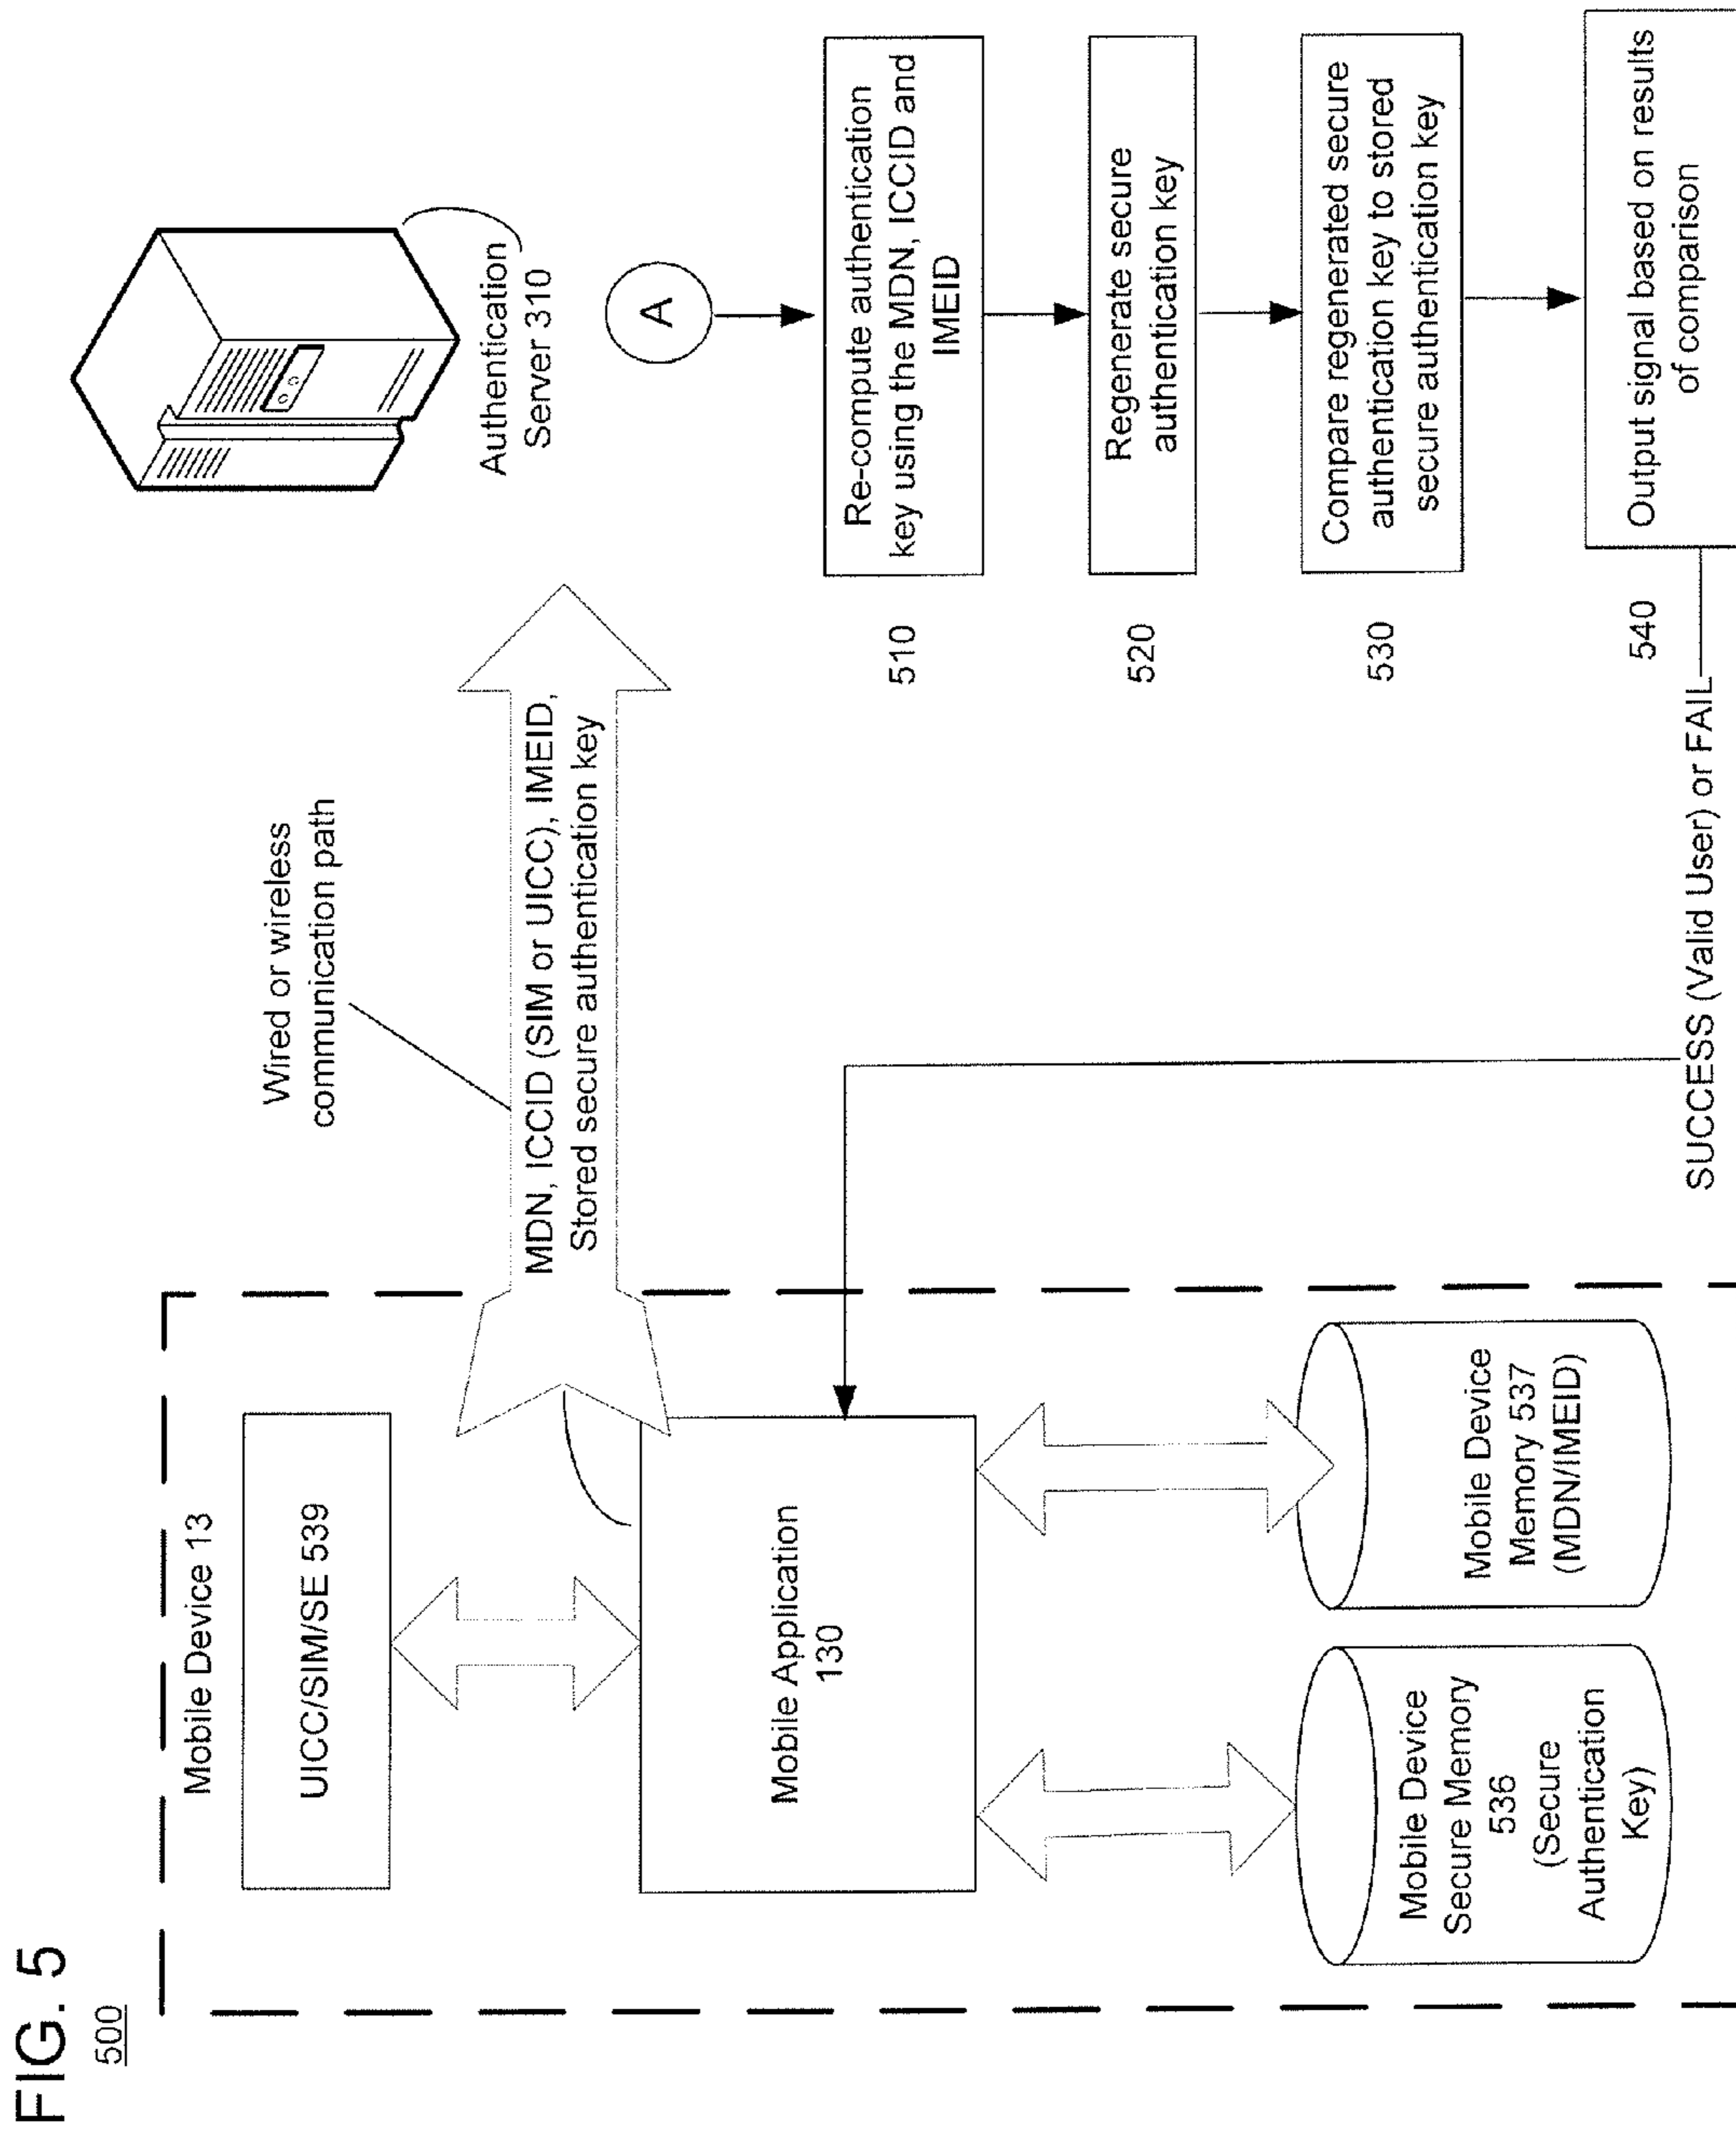 FIG. 5
500
Mobile Device 13
UICC/SIM/SE 539
Mobile Application
130
Mobile Device
Secure Memory
536
(Secure
Authentication
Key)
Mobile Device
Memory 537
(MDN/IMEID)
Wired or wireless
communication path
MDN, ICCID (SIM or UICC), IMEID,
Stored secure authentication key
Authentication
Server 310
A
510
Re-compute authentication
key using the MDN, ICCID and
IMEID
520
Regenerate secure
authentication key
530
Compare regenerated secure
authentication key to stored
secure authentication key
540
Output signal based on results
of comparison
SUCCESS (Valid User) or FAIL